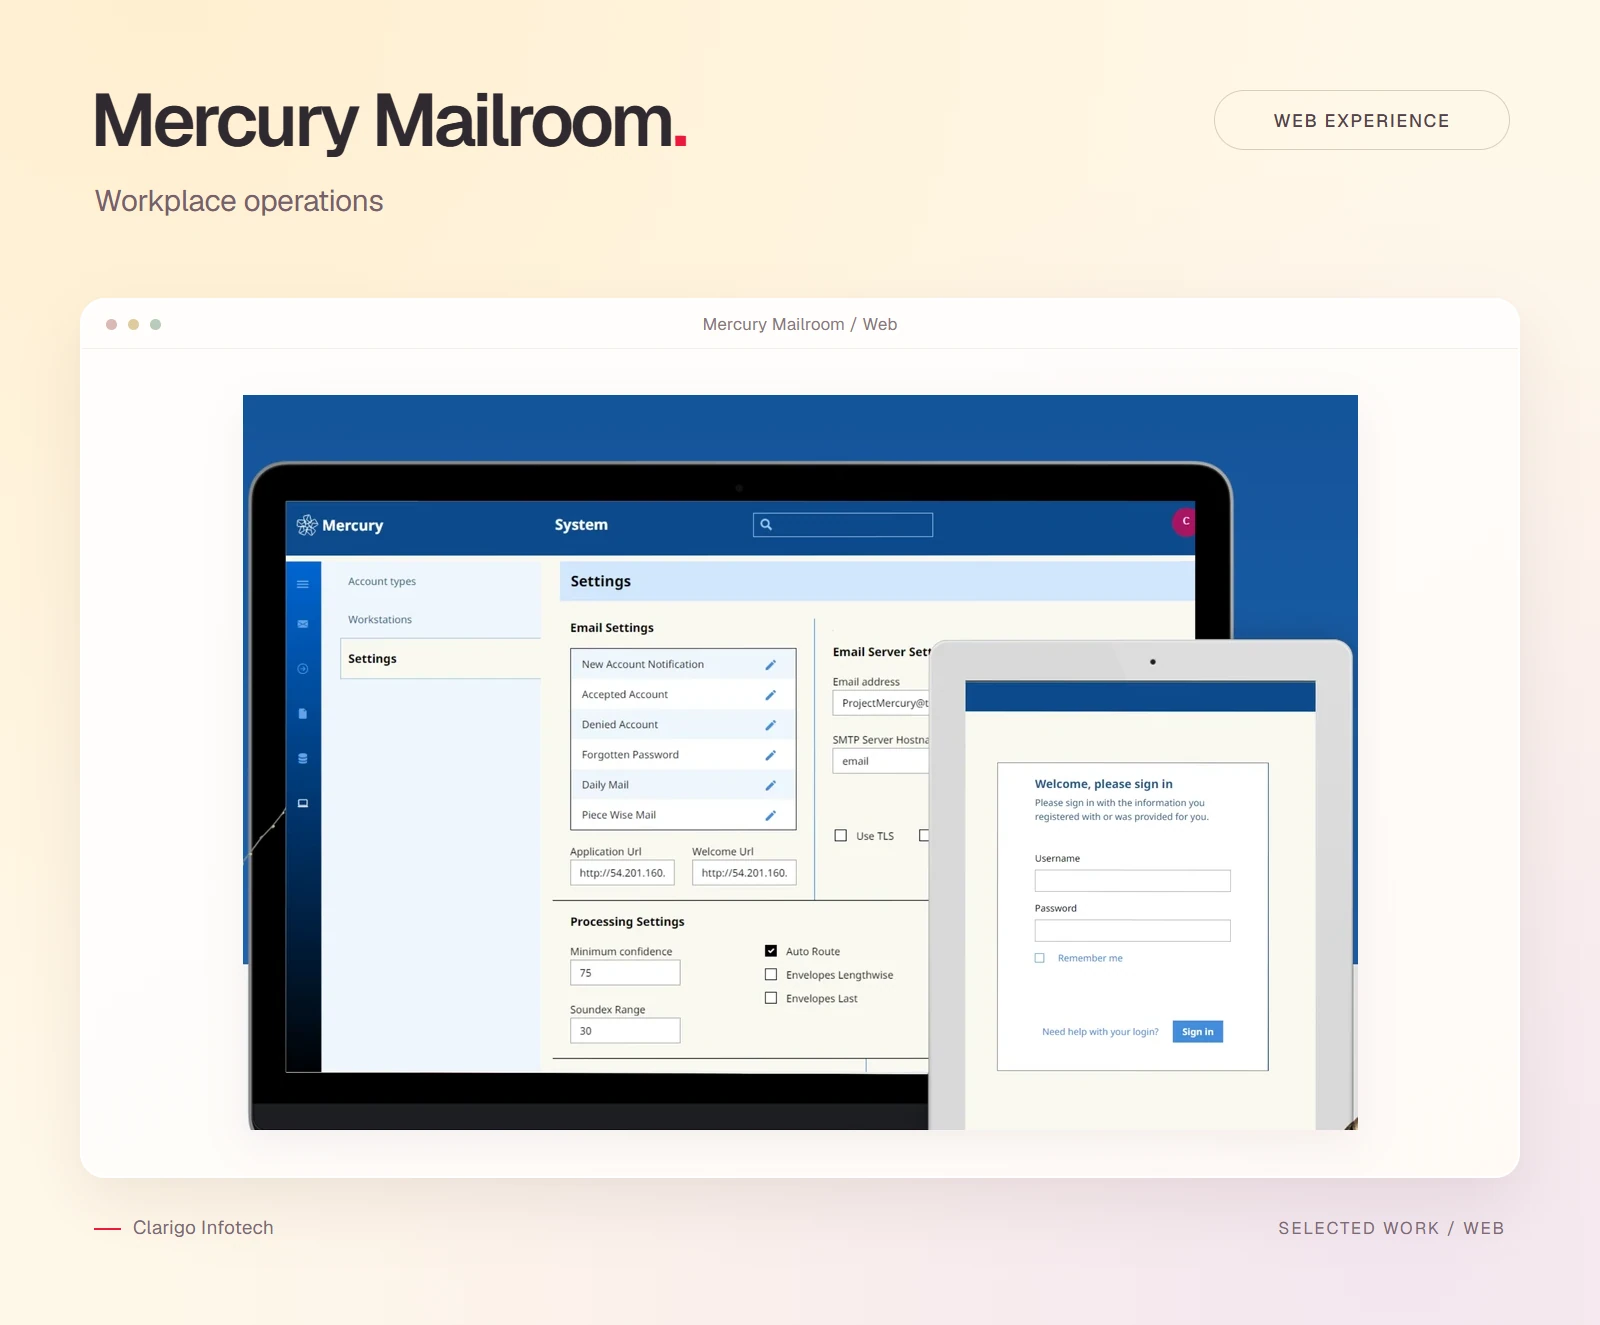 Mercury Mailroom.
WEB EXPERIENCE
Workplace operations
Mercury Mailroom / Web
Mercury
System
C
Account types
Workstations
Settings
Settings
Email Settings
New Account Notification
Accepted Account
Denied Account
Forgotten Password
Daily Mail
Piece Wise Mail
Application Url
Welcome Url
http://54.201.160.
http://54.201.160.
Email Server Sett
Email address
ProjectMercury@t
SMTP Server Hostna
email
Use TLS
Processing Settings
Minimum confidence
75
Soundex Range
30
Auto Route
Envelopes Lengthwise
Envelopes Last
Welcome, please sign in
Please sign in with the information you
registered with or was provided for you.
Username
Password
Remember me
Need help with your login?
Sign in
Clarigo Infotech
SELECTED WORK / WEB